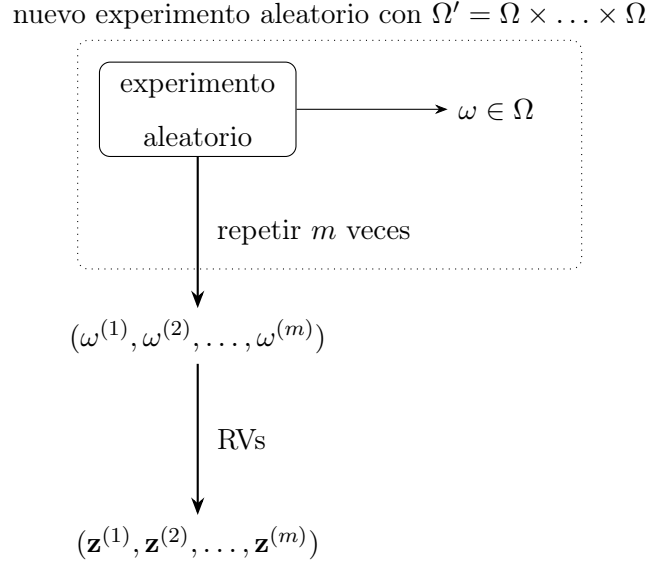 nuevo experimento aleatorio con Ω′ = Ω × . . . × Ω
experimento
aleatorio
ω ∈ Ω
repetir m veces
(ω^(1), ω^(2), . . . , ω^(m))
RVs
(𝐳^(1), 𝐳^(2), . . . , 𝐳^(m))